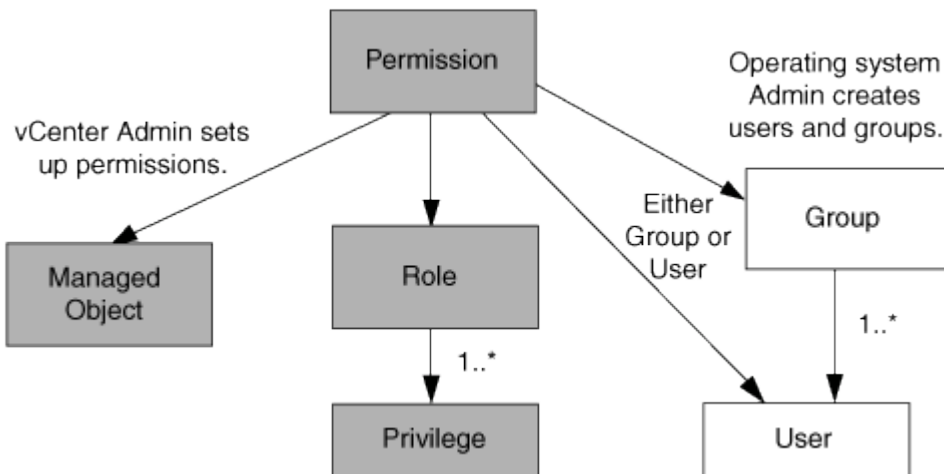 Permission
Operating system
Admin creates
users and groups.
vCenter Admin sets
up permissions.
Either
Group or
User
Group
Managed
Object
Role
1..*
1..*
Privilege
User